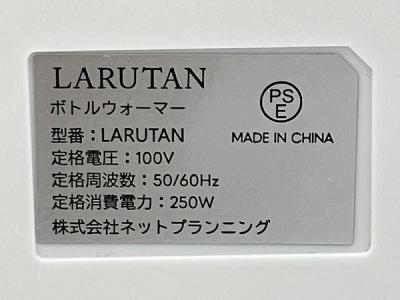 LARUTAN
ボトルウォーマー
型番：LARUTAN
定格電圧：100V
定格周波数：50/60Hz
定格消費電力：250W
株式会社ネットプランニング
PS
E
MADE IN CHINA